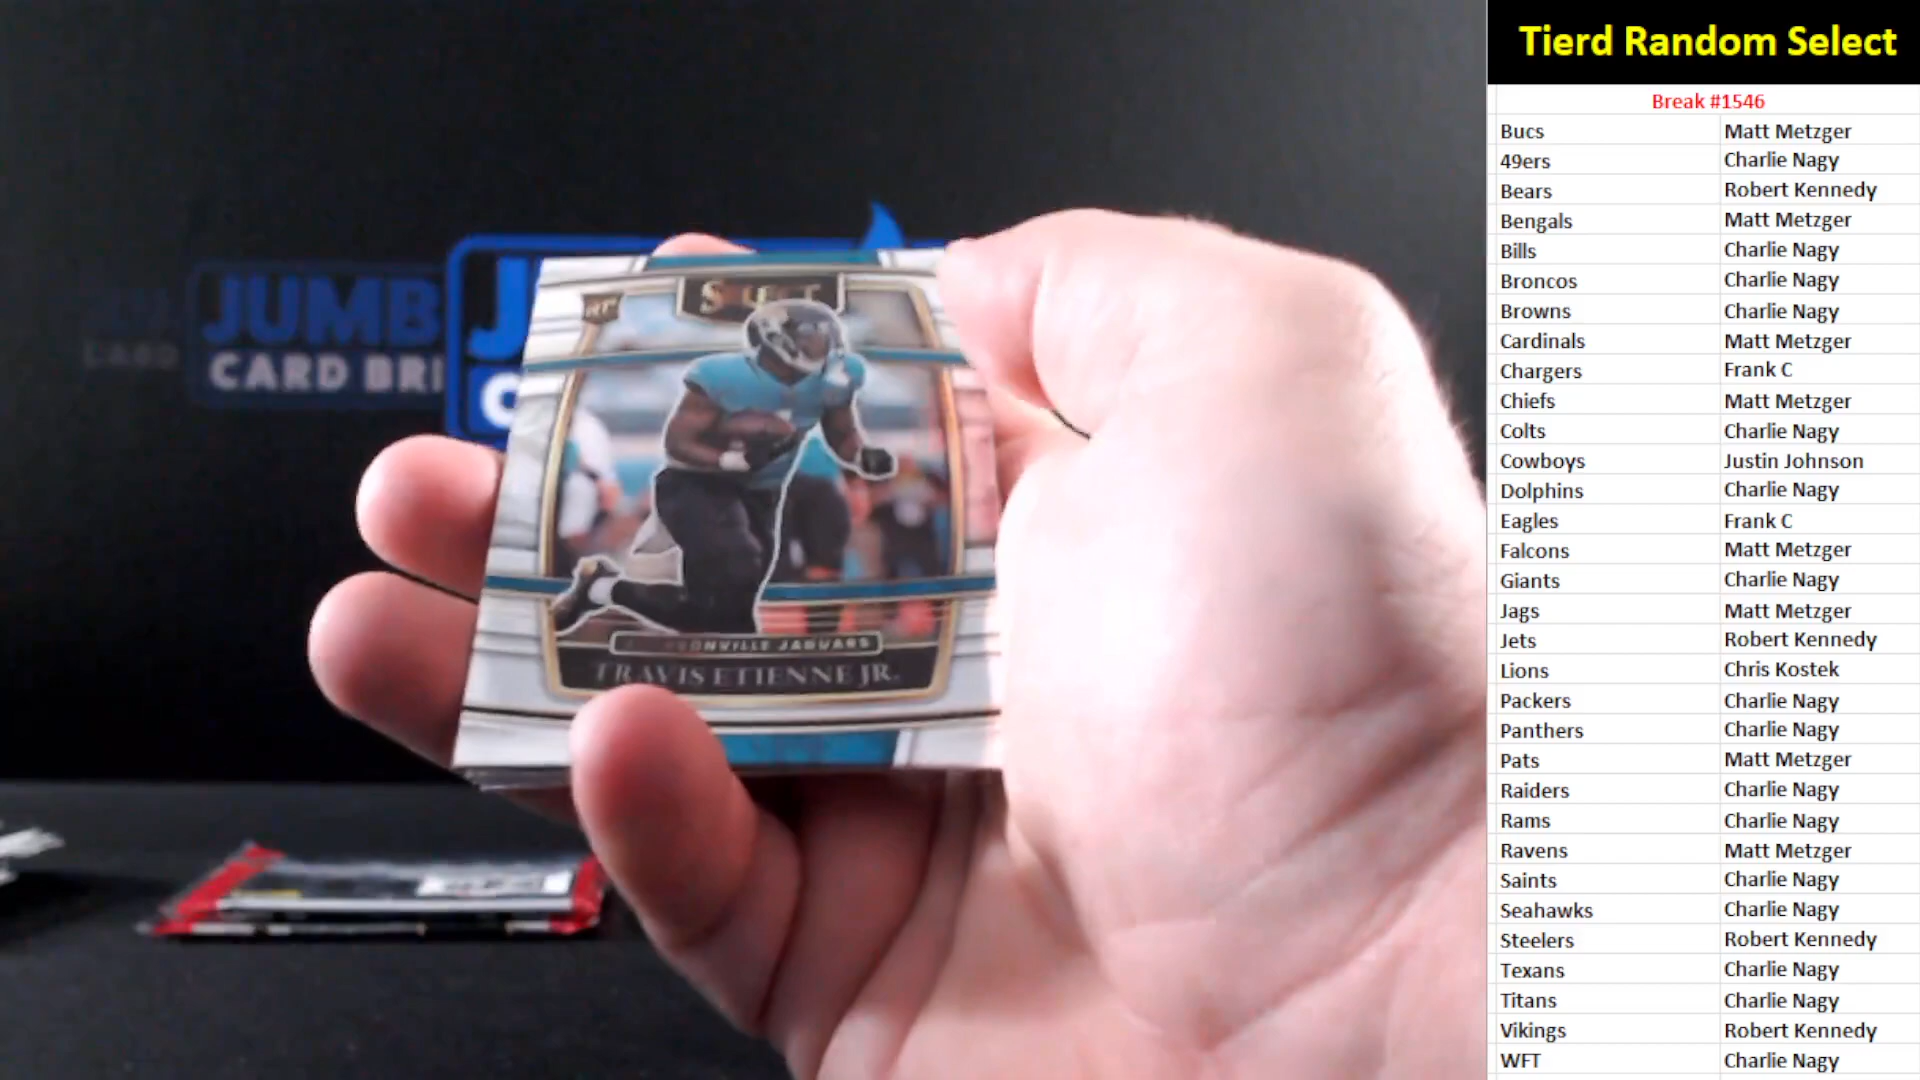 Tierd Random Select
Break #1546
Bucs Matt Metzger
49ers Charlie Nagy
Bears Robert Kennedy
Bengals Matt Metzger
Bills Charlie Nagy
Broncos Charlie Nagy
Browns Charlie Nagy
Cardinals Matt Metzger
Chargers Frank C
Chiefs Matt Metzger
Colts Charlie Nagy
Cowboys Justin Johnson
Dolphins Charlie Nagy
Eagles Frank C
Falcons Matt Metzger
Giants Charlie Nagy
Jags Matt Metzger
Jets Robert Kennedy
Lions Chris Kostek
Packers Charlie Nagy
Panthers Charlie Nagy
Pats Matt Metzger
Raiders Charlie Nagy
Rams Charlie Nagy
Ravens Matt Metzger
Saints Charlie Nagy
Seahawks Charlie Nagy
Steelers Robert Kennedy
Texans Charlie Nagy
Titans Charlie Nagy
Vikings Robert Kennedy
WFT Charlie Nagy
JUMB
CARD BR
RC
SELECT
JAGUARS
TRAVIS ETIENNE JR.